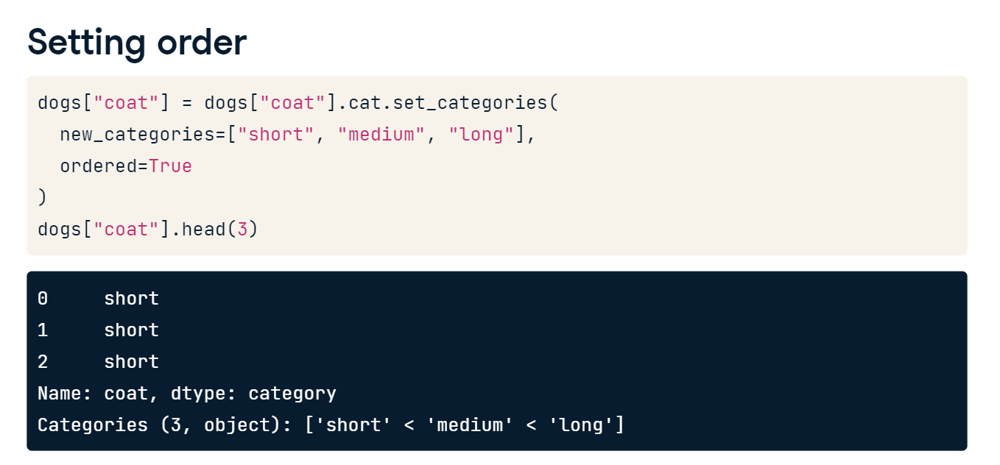 Setting order
dogs["coat"] = dogs["coat"].cat.set_categories(
  new_categories=["short", "medium", "long"],
  ordered=True
)
dogs["coat"].head(3)
0     short
1     short
2     short
Name: coat, dtype: category
Categories (3, object): ['short' < 'medium' < 'long']